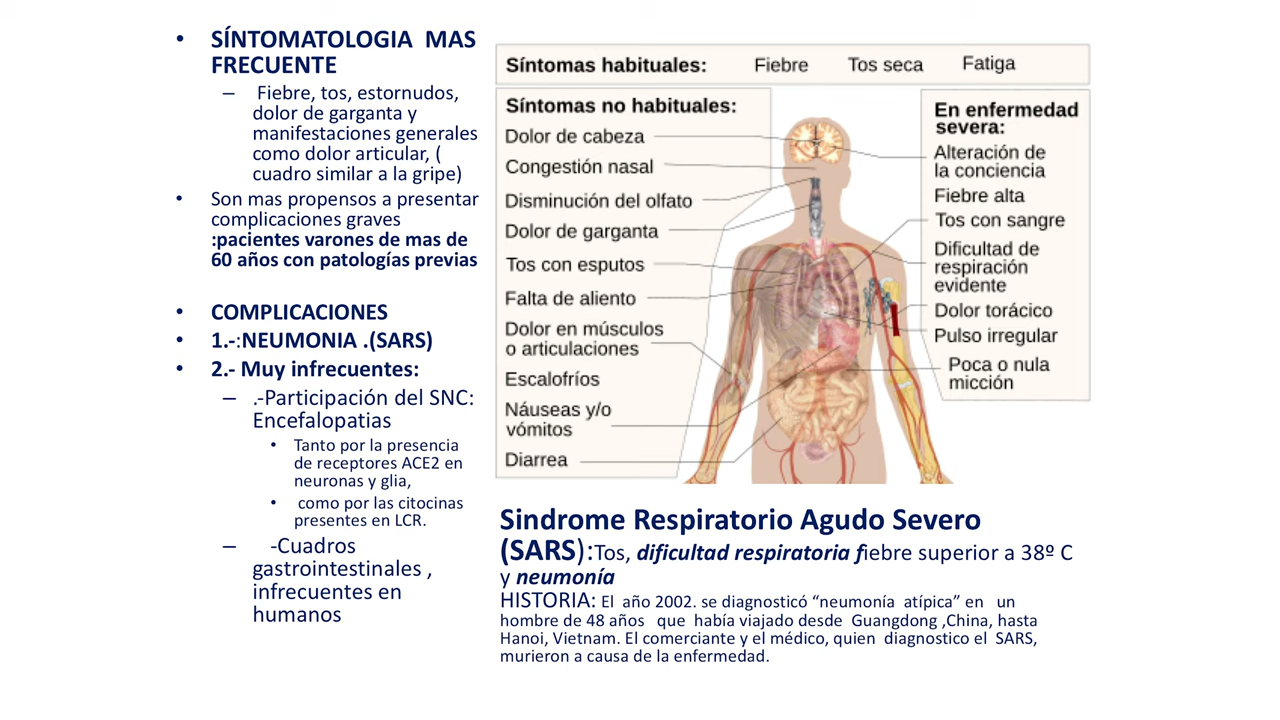 • SÍNTOMATOLOGIA MAS
FRECUENTE
– Fiebre, tos, estornudos,
dolor de garganta y
manifestaciones generales
como dolor articular, (
cuadro similar a la gripe)
• Son mas propensos a presentar
complicaciones graves
:pacientes varones de mas de
60 años con patologías previas
• COMPLICACIONES
• 1.-:NEUMONIA .(SARS)
• 2.- Muy infrecuentes:
– .-Participación del SNC:
Encefalopatias
• Tanto por la presencia
de receptores ACE2 en
neuronas y glia,
• como por las citocinas
presentes en LCR.
– -Cuadros
gastrointestinales ,
infrecuentes en
humanos
Síntomas habituales: Fiebre Tos seca Fatiga
Síntomas no habituales:
Dolor de cabeza
Congestión nasal
Disminución del olfato
Dolor de garganta
Tos con esputos
Falta de aliento
Dolor en músculos
o articulaciones
Escalofríos
Náuseas y/o
vómitos
Diarrea
En enfermedad
severa:
Alteración de
la conciencia
Fiebre alta
Tos con sangre
Dificultad de
respiración
evidente
Dolor torácico
Pulso irregular
Poca o nula
micción
Sindrome Respiratorio Agudo Severo
(SARS):Tos, dificultad respiratoria fiebre superior a 38º C
y neumonía
HISTORIA: El año 2002. se diagnosticó “neumonía atípica” en un
hombre de 48 años que había viajado desde Guangdong ,China, hasta
Hanoi, Vietnam. El comerciante y el médico, quien diagnostico el SARS,
murieron a causa de la enfermedad.